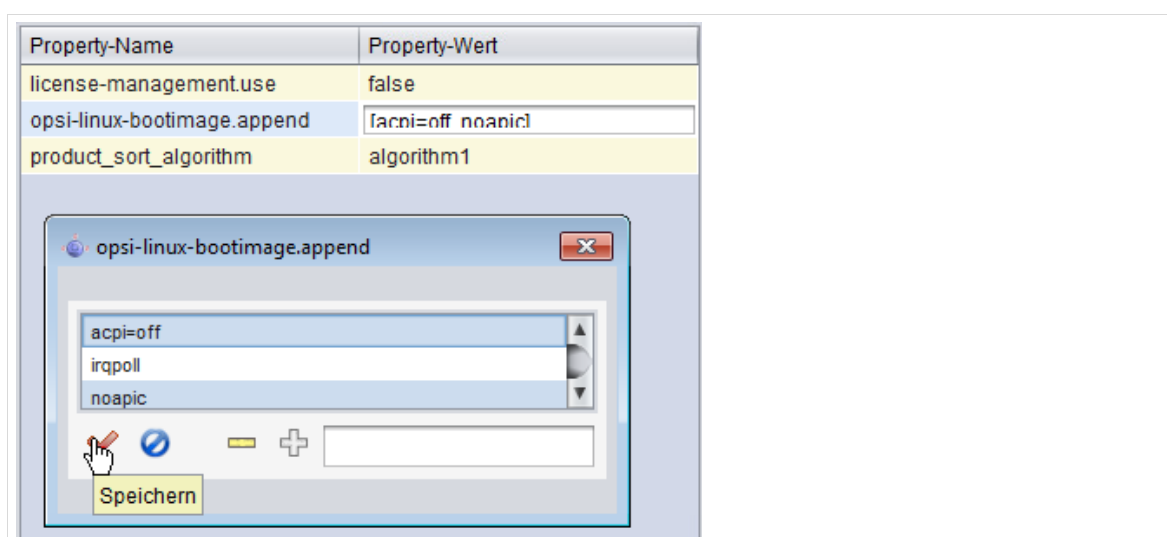 Property-Name Property-Wert
license-management.use false
opsi-linux-bootimage.append [acpi=off, noapic]
product_sort_algorithm algorithm1
opsi-linux-bootimage.append
acpi=off
irqpoll
noapic
Speichern